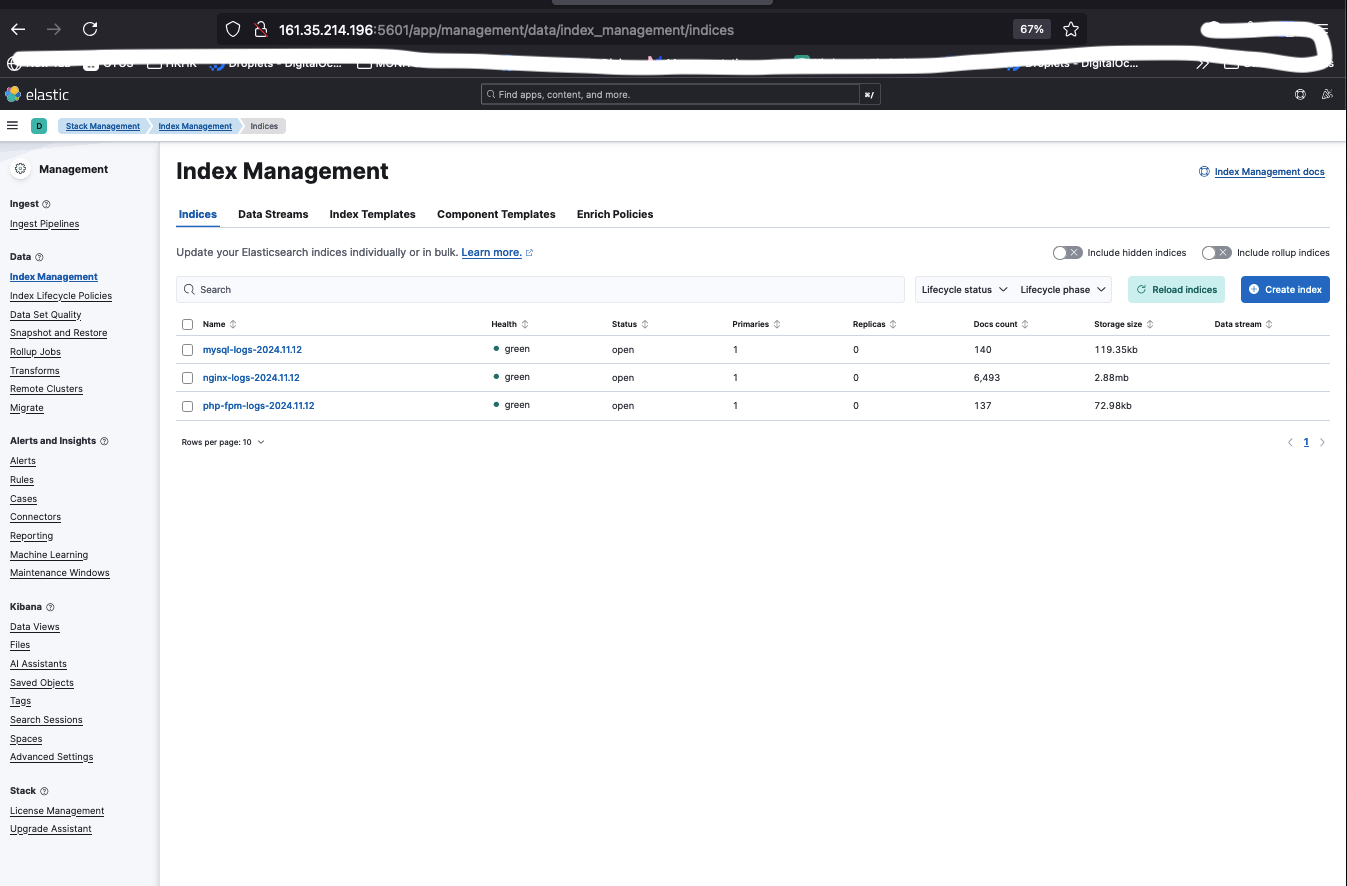 161.35.214.196:5601/app/management/data/index_management/indices 67%
Droplets - DigitalOc... Droplets - DigitalOc...
elastic Find apps, content, and more. ⌘/
D Stack Management Index Management Indices
Management
Ingest
Ingest Pipelines
Data
Index Management
Index Lifecycle Policies
Data Set Quality
Snapshot and Restore
Rollup Jobs
Transforms
Remote Clusters
Migrate
Alerts and Insights
Alerts
Rules
Cases
Connectors
Reporting
Machine Learning
Maintenance Windows
Kibana
Data Views
Files
AI Assistants
Saved Objects
Tags
Search Sessions
Spaces
Advanced Settings
Stack
License Management
Upgrade Assistant
Index Management
Index Management docs
Indices Data Streams Index Templates Component Templates Enrich Policies
Update your Elasticsearch indices individually or in bulk. Learn more. Include hidden indices Include rollup indices
Search Lifecycle status Lifecycle phase Reload indices Create index
Name Health Status Primaries Replicas Docs count Storage size Data stream
mysql-logs-2024.11.12 green open 1 0 140 119.35kb
nginx-logs-2024.11.12 green open 1 0 6,493 2.88mb
php-fpm-logs-2024.11.12 green open 1 0 137 72.98kb
Rows per page: 10 1